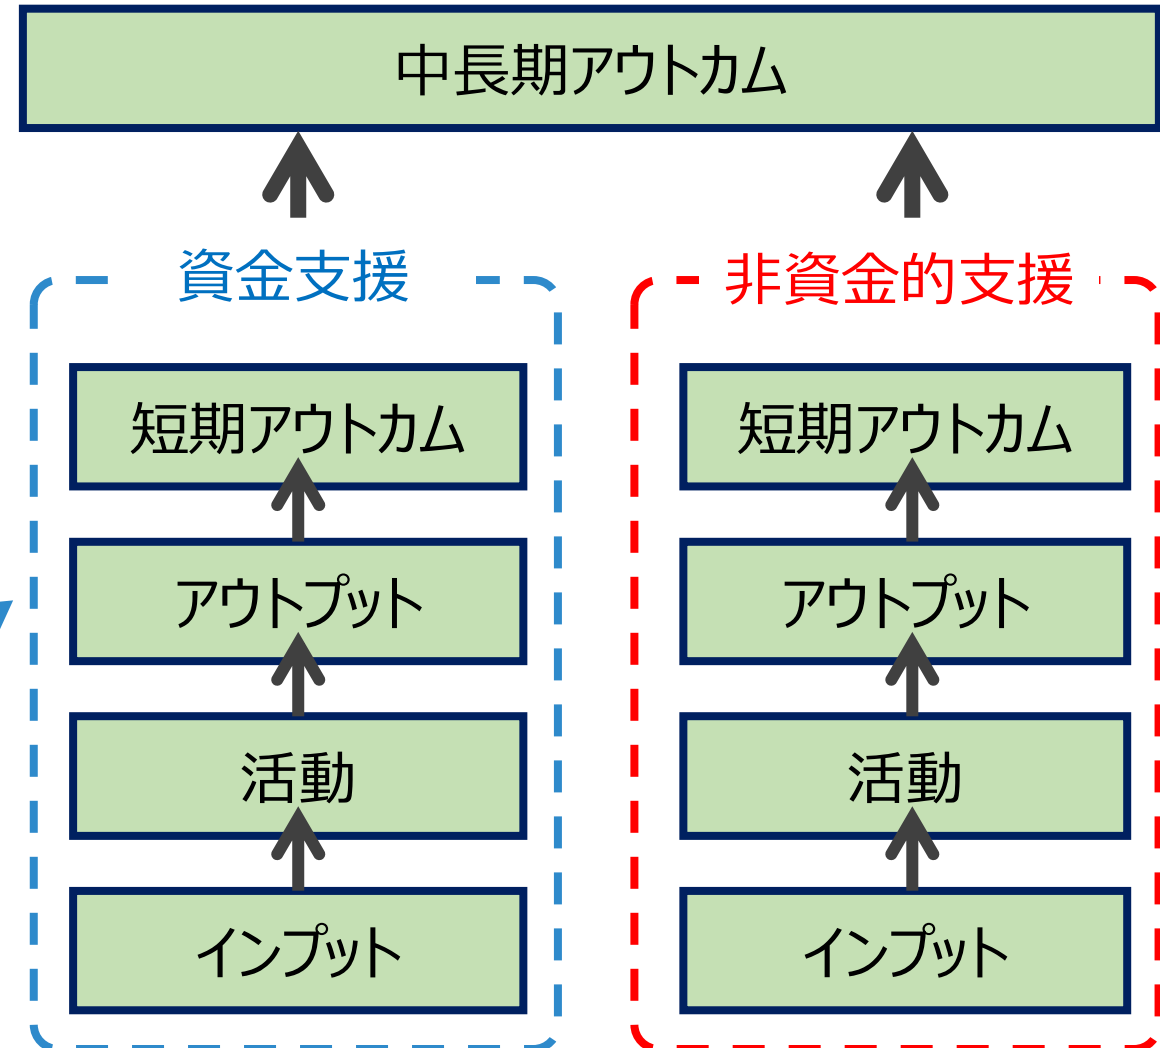 中長期アウトカム
資金支援
短期アウトカム
アウトプット
活動
インプット
非資金的支援
短期アウトカム
アウトプット
活動
インプット